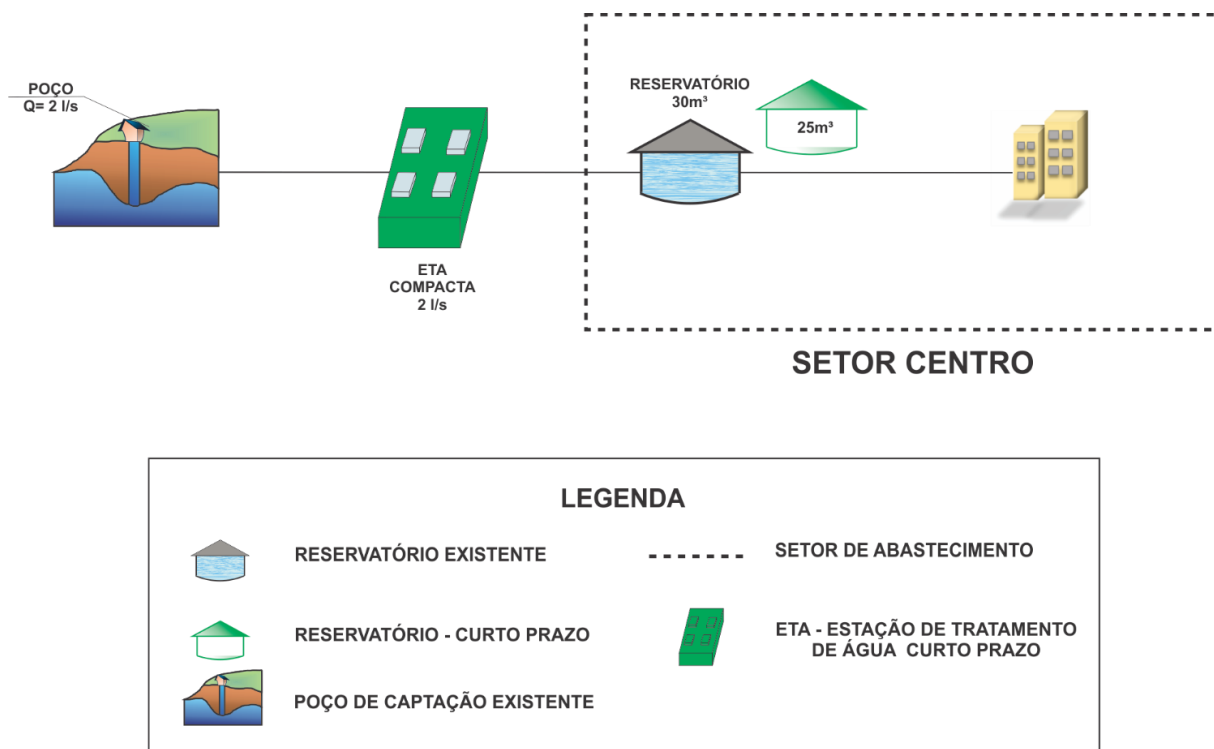 POÇO
Q= 2 l/s
ETA
COMPACTA
2 l/s
RESERVATÓRIO
30m³
25m³
SETOR CENTRO
LEGENDA
RESERVATÓRIO EXISTENTE
RESERVATÓRIO - CURTO PRAZO
POÇO DE CAPTAÇÃO EXISTENTE
SETOR DE ABASTECIMENTO
ETA - ESTAÇÃO DE TRATAMENTO
DE ÁGUA CURTO PRAZO